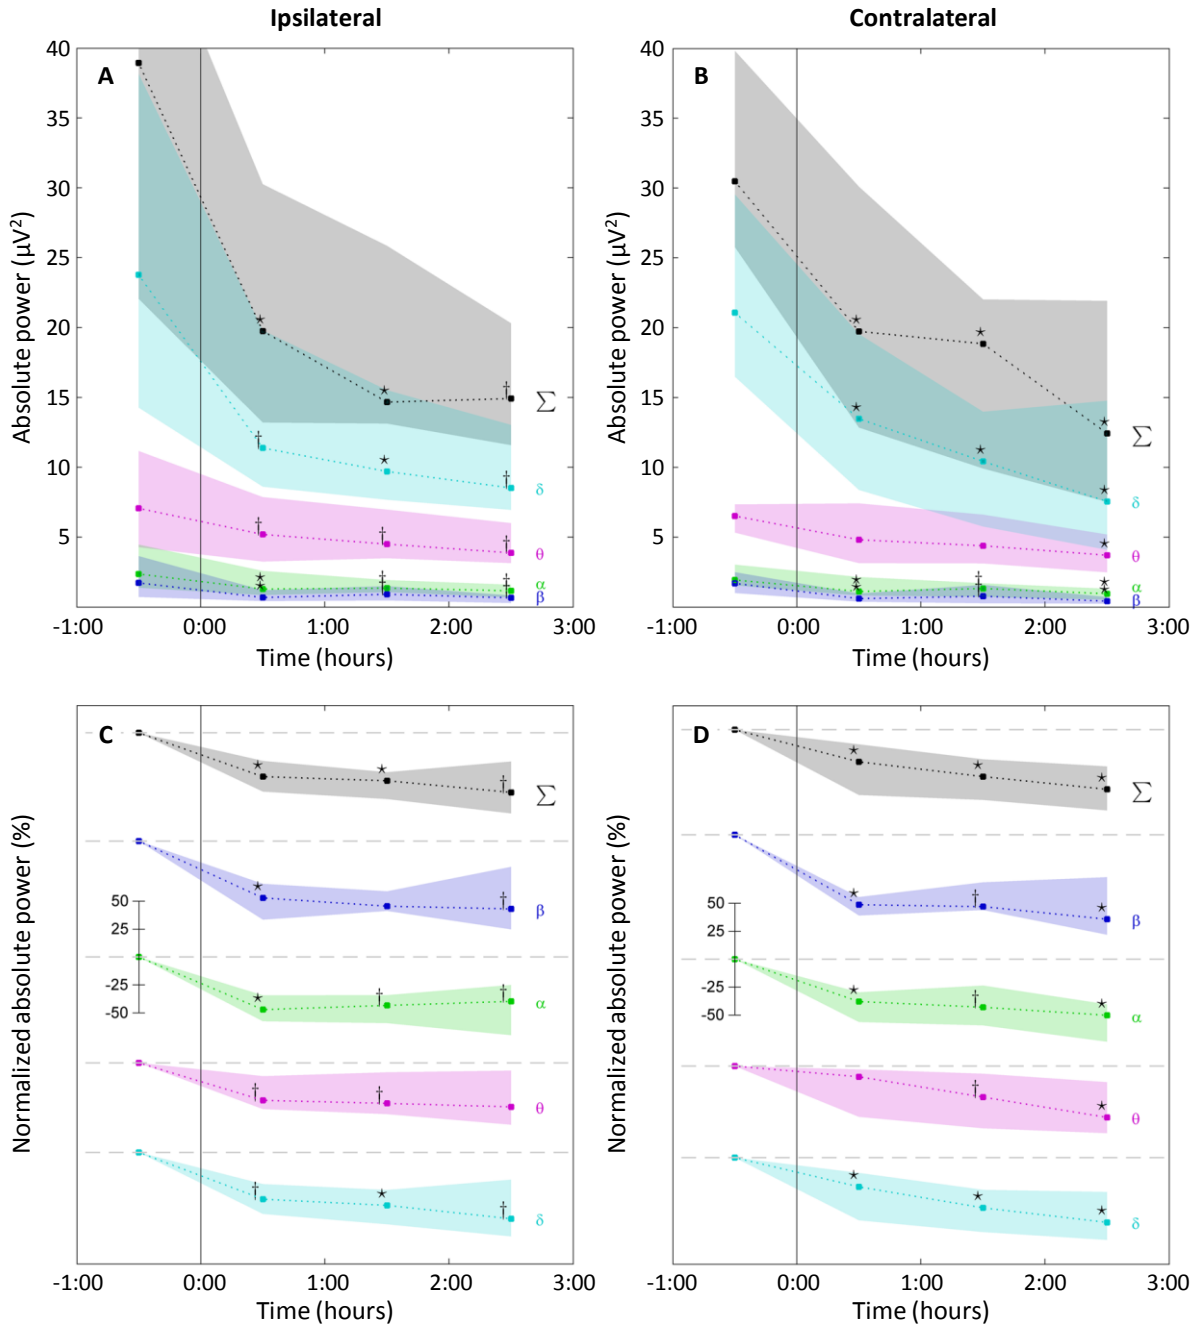 Ipsilateral Contralateral
A B
40 40
35 35
30 30
25 25
20 20
15 15
10 10
5 5
Absolute power (µV²) Absolute power (µV²)
★ ★ † † ★ † † † † ★ ★ † † † †
★ ★ ★ ★ ★ ★ ★ ★ ★ † † ★ ★
∑ ∑
δ δ
θ θ
α α
β β
-1:00 0:00 1:00 2:00 3:00 -1:00 0:00 1:00 2:00 3:00
Time (hours) Time (hours)
C D
Normalized absolute power (%) Normalized absolute power (%)
★ ★ † ★ ★ ★
∑ ∑
★ † ★ † ★
β β
50 50
25 25
-25 -25
-50 -50
★ † † ★ † ★
α α
† † † ★
θ θ
† ★ † ★ ★ ★
δ δ
-1:00 0:00 1:00 2:00 3:00 -1:00 0:00 1:00 2:00 3:00
Time (hours) Time (hours)